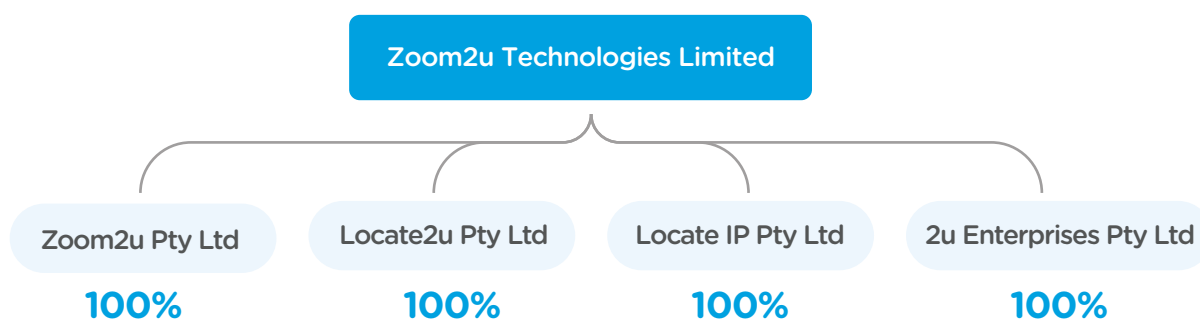 Zoom2u Technologies Limited
Zoom2u Pty Ltd
Locate2u Pty Ltd
Locate IP Pty Ltd
2u Enterprises Pty Ltd
100%
100%
100%
100%